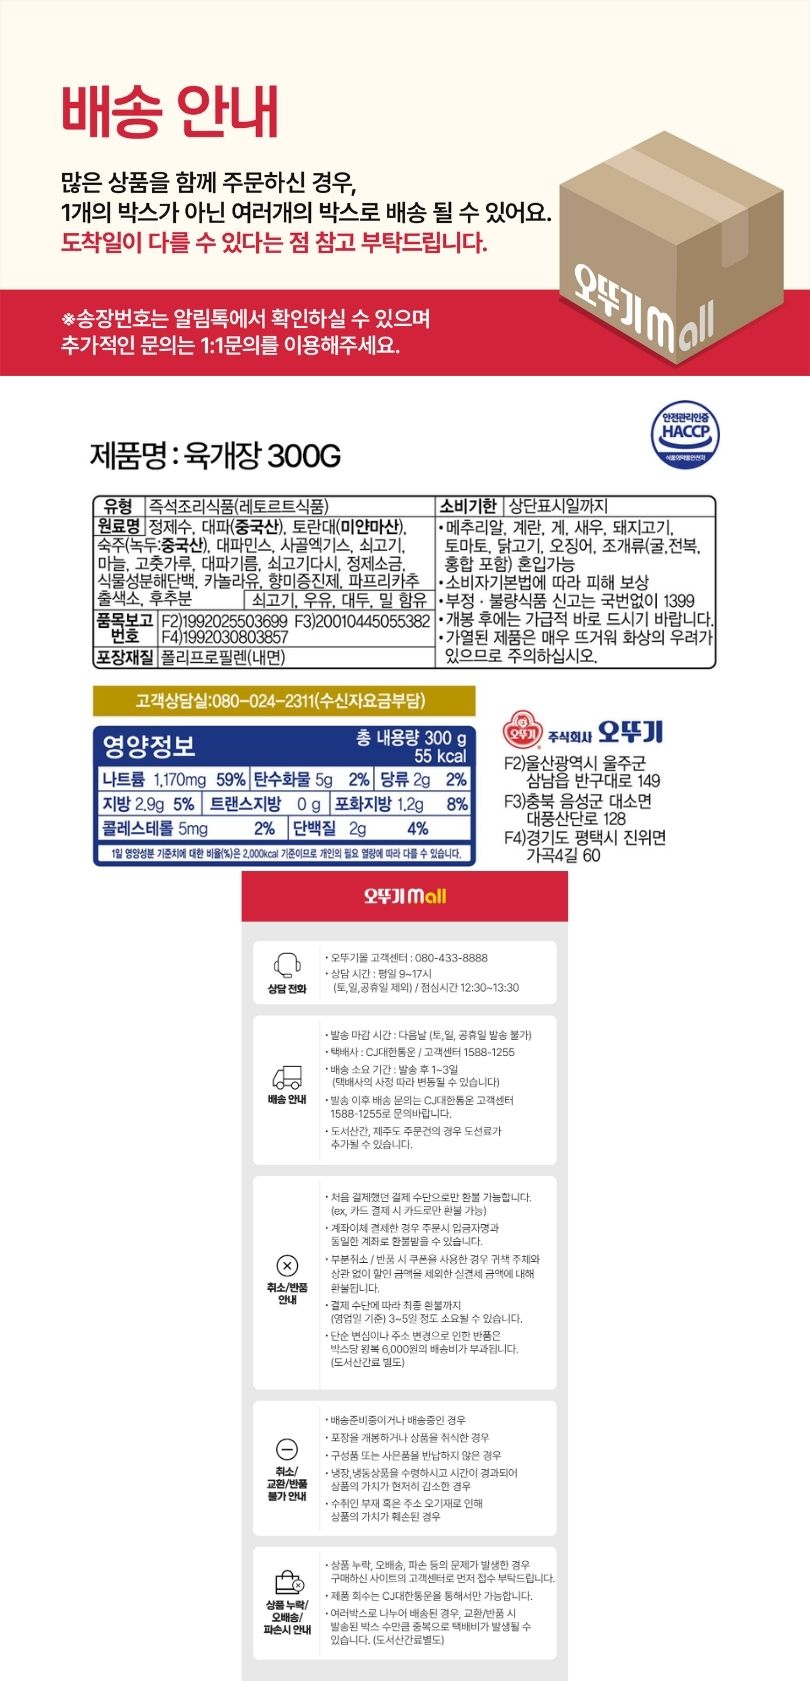 배송 안내
많은 상품을 함께 주문하신 경우,
1개의 박스가 아닌 여러개의 박스로 배송 될 수 있어요.
도착일이 다를 수 있다는 점 참고 부탁드립니다.
오뚜기mall
※송장번호는 알림톡에서 확인하실 수 있으며
추가적인 문의는 1:1문의를 이용해주세요.
안전관리인증
HACCP
식품의약품안전처
제품명 : 육개장 300G
유형 즉석조리식품(레토르트식품)
원료명 정제수, 대파(중국산), 토란대(미얀마산),
숙주(녹두:중국산), 대파민스, 사골엑기스, 쇠고기,
마늘, 고춧가루, 대파기름, 쇠고기다시, 정제소금,
식물성분해단백, 카놀라유, 향미증진제, 파프리카추
출색소, 후추분
쇠고기, 우유, 대두, 밀 함유
품목보고
번호
F2)1992025503699 F3)20010445055382
F4)1992030803857
포장재질 폴리프로필렌(내면)
소비기한 상단표시일까지
•메추리알, 계란, 게, 새우, 돼지고기,
토마토, 닭고기, 오징어, 조개류(굴,전복,
홍합 포함) 혼입가능
•소비자기본법에 따라 피해 보상
•부정·불량식품 신고는 국번없이 1399
•개봉 후에는 가급적 바로 드시기 바랍니다.
•가열된 제품은 매우 뜨거워 화상의 우려가
있으므로 주의하십시오.
고객상담실:080-024-2311(수신자요금부담)
영양정보
총 내용량 300 g
55 kcal
나트륨 1,170mg 59% 탄수화물 5g 2% 당류 2g 2%
지방 2.9g 5% 트랜스지방 0 g 포화지방 1.2g 8%
콜레스테롤 5mg 2% 단백질 2g 4%
1일 영양성분 기준치에 대한 비율(%)은 2,000kcal 기준이므로 개인의 필요 열량에 따라 다를 수 있습니다.
오뚜기 주식회사 오뚜기
F2)울산광역시 울주군
삼남읍 반구대로 149
F3)충북 음성군 대소면
대풍산단로 128
F4)경기도 평택시 진위면
가곡4길 60
오뚜기mall
상담 전화
• 오뚜기몰 고객센터 : 080-433-8888
• 상담 시간 : 평일 9~17시
(토,일,공휴일 제외) / 점심시간 12:30~13:30
배송 안내
• 발송 마감 시간 : 다음날 (토,일, 공휴일 발송 불가)
• 택배사 : CJ대한통운 / 고객센터 1588-1255
• 배송 소요 기간 : 발송 후 1~3일
(택배사의 사정 따라 변동될 수 있습니다)
• 발송 이후 배송 문의는 CJ대한통운 고객센터
1588-1255로 문의바랍니다.
• 도서산간, 제주도 주문건의 경우 도선료가
추가될 수 있습니다.
취소/반품
안내
• 처음 결제했던 결제 수단으로만 환불 가능합니다.
(ex, 카드 결제 시 카드로만 환불 가능)
• 계좌이체 결제한 경우 주문시 입금자명과
동일한 계좌로 환불받을 수 있습니다.
• 부분취소 / 반품 시 쿠폰을 사용한 경우 귀책 주체와
상관 없이 할인 금액을 제외한 실결제 금액에 대해
환불됩니다.
• 결제 수단에 따라 최종 환불까지
(영업일 기준) 3~5일 정도 소요될 수 있습니다.
• 단순 변심이나 주소 변경으로 인한 반품은
박스당 왕복 6,000원의 배송비가 부과됩니다.
(도서산간료 별도)
취소/
교환/반품
불가 안내
• 배송준비중이거나 배송중인 경우
• 포장을 개봉하거나 상품을 취식한 경우
• 구성품 또는 사은품을 반납하지 않은 경우
• 냉장,냉동상품을 수령하시고 시간이 경과되어
상품의 가치가 현저히 감소한 경우
• 수취인 부재 혹은 주소 오기재로 인해
상품의 가치가 훼손된 경우
상품 누락/
오배송/
파손시 안내
• 상품 누락, 오배송, 파손 등의 문제가 발생한 경우
구매하신 사이트의 고객센터로 먼저 접수 부탁드립니다.
• 제품 회수는 CJ대한통운을 통해서만 가능합니다.
• 여러박스로 나누어 배송된 경우, 교환/반품 시
발송된 박스 수만큼 중복으로 택배비가 발생될 수
있습니다. (도서산간료별도)